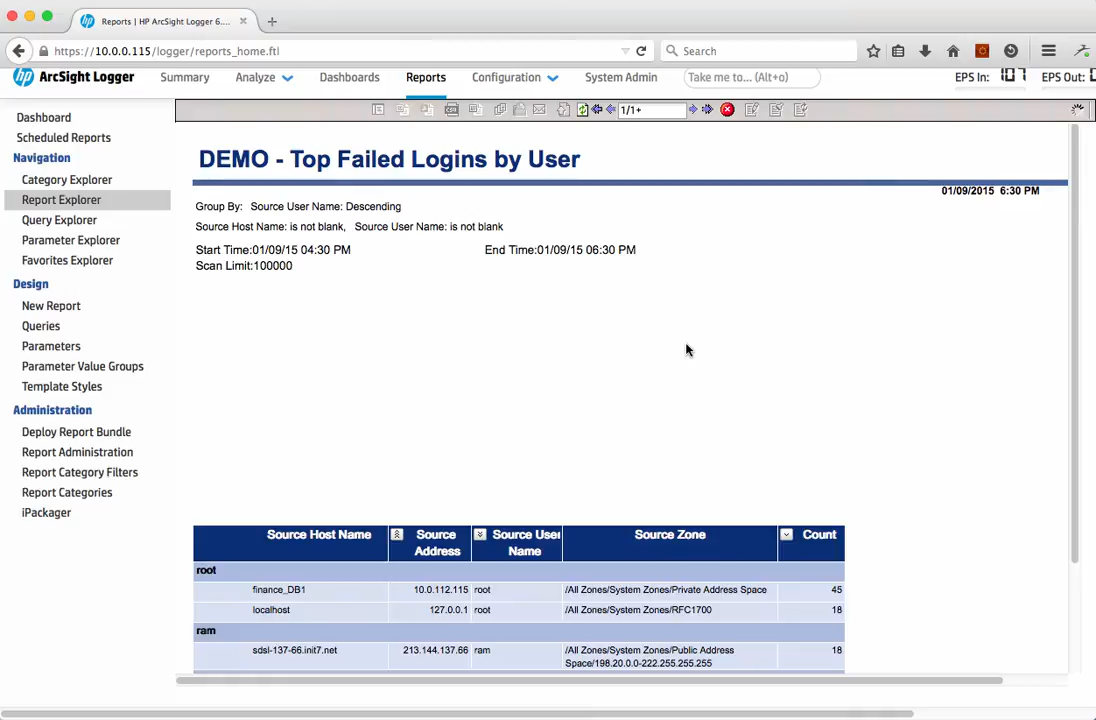 Reports | HP ArcSight Logger 6....
https://10.0.0.115/logger/reports_home.ftl
Search
hp ArcSight Logger
Summary
Analyze
Dashboards
Reports
Configuration
System Admin
Take me to... (Alt+o)
EPS In:
107
EPS Out:
Dashboard
Scheduled Reports
Navigation
Category Explorer
Report Explorer
Query Explorer
Parameter Explorer
Favorites Explorer
Design
New Report
Queries
Parameters
Parameter Value Groups
Template Styles
Administration
Deploy Report Bundle
Report Administration
Report Category Filters
Report Categories
iPackager
1/1+
DEMO - Top Failed Logins by User
01/09/2015 6:30 PM
Group By: Source User Name: Descending
Source Host Name: is not blank, Source User Name: is not blank
Start Time:01/09/15 04:30 PM
End Time:01/09/15 06:30 PM
Scan Limit:100000
Source Host Name
Source Address
Source User Name
Source Zone
Count
root
finance_DB1 10.0.112.115 root /All Zones/System Zones/Private Address Space 45
localhost 127.0.0.1 root /All Zones/System Zones/RFC1700 18
ram
sdsl-137-66.init7.net 213.144.137.66 ram /All Zones/System Zones/Public Address 18
Space/198.20.0.0-222.255.255.255